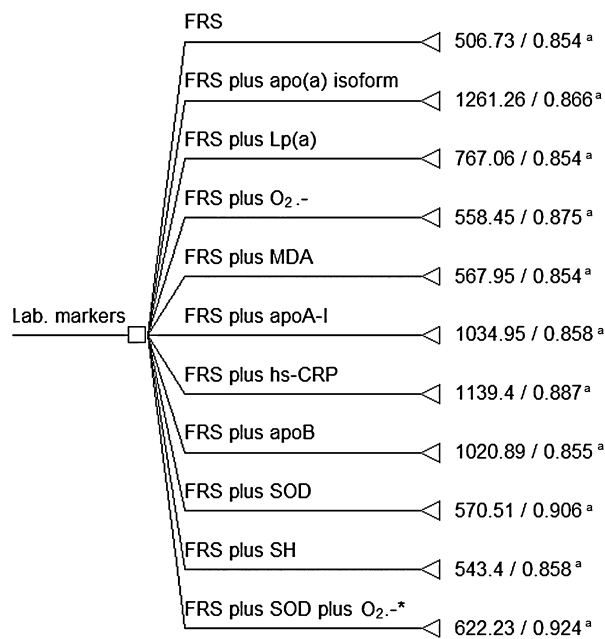 FRS
506.73 / 0.854 ᵃ
FRS plus apo(a) isoform
1261.26 / 0.866 ᵃ
FRS plus Lp(a)
767.06 / 0.854 ᵃ
FRS plus O₂.-
558.45 / 0.875 ᵃ
FRS plus MDA
567.95 / 0.854 ᵃ
Lab. markers
FRS plus apoA-I
1034.95 / 0.858 ᵃ
FRS plus hs-CRP
1139.4 / 0.887 ᵃ
FRS plus apoB
1020.89 / 0.855 ᵃ
FRS plus SOD
570.51 / 0.906 ᵃ
FRS plus SH
543.4 / 0.858 ᵃ
FRS plus SOD plus O₂.-*
622.23 / 0.924 ᵃ